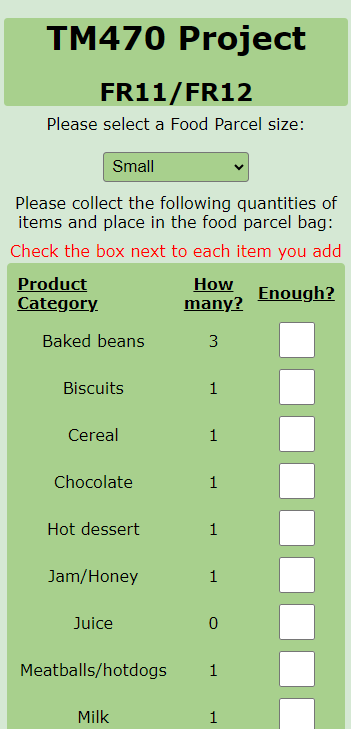 TM470 Project
FR11/FR12
Please select a Food Parcel size:
Small
Please collect the following quantities of
items and place in the food parcel bag:
Check the box next to each item you add
Product Category How many? Enough?
Baked beans 3
Biscuits 1
Cereal 1
Chocolate 1
Hot dessert 1
Jam/Honey 1
Juice 0
Meatballs/hotdogs 1
Milk 1